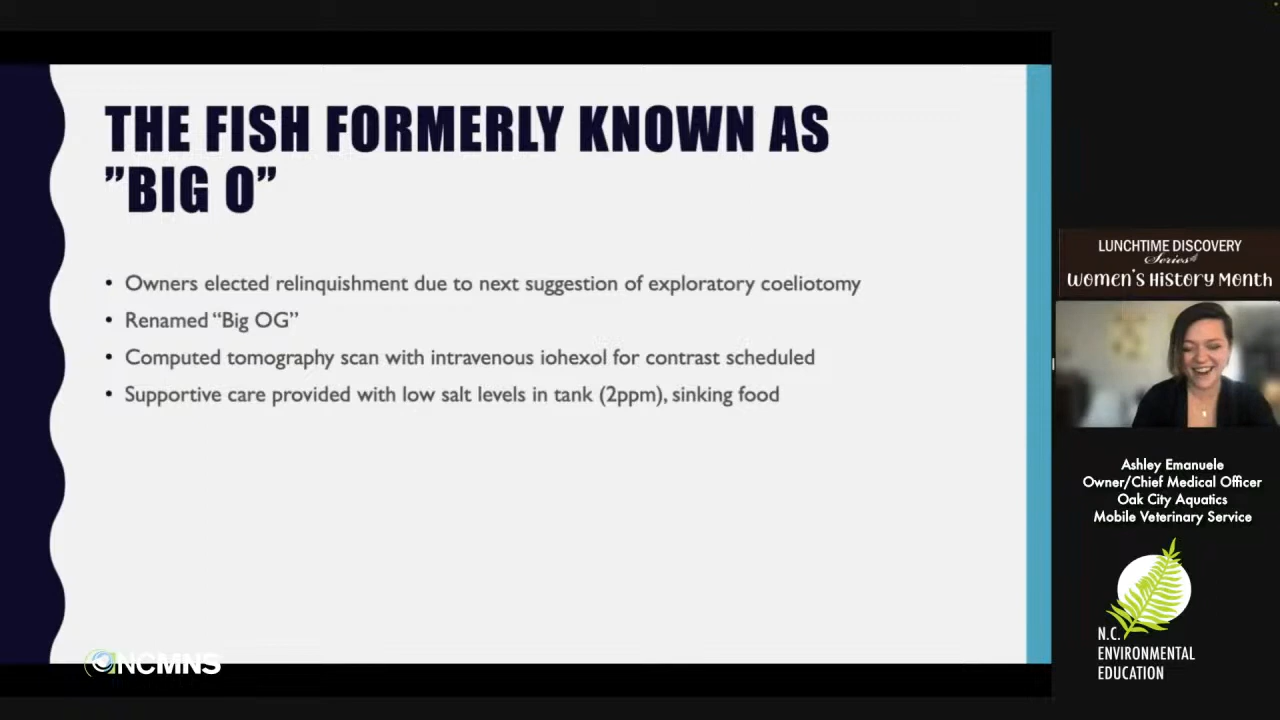 THE FISH FORMERLY KNOWN AS
”BIG O”
• Owners elected relinquishment due to next suggestion of exploratory coeliotomy
• Renamed “Big OG”
• Computed tomography scan with intravenous iohexol for contrast scheduled
• Supportive care provided with low salt levels in tank (2ppm), sinking food
NCMNS
LUNCHTIME DISCOVERY
Series
Women's History Month
Ashley Emanuele
Owner/Chief Medical Officer
Oak City Aquatics
Mobile Veterinary Service
N.C.
ENVIRONMENTAL
EDUCATION